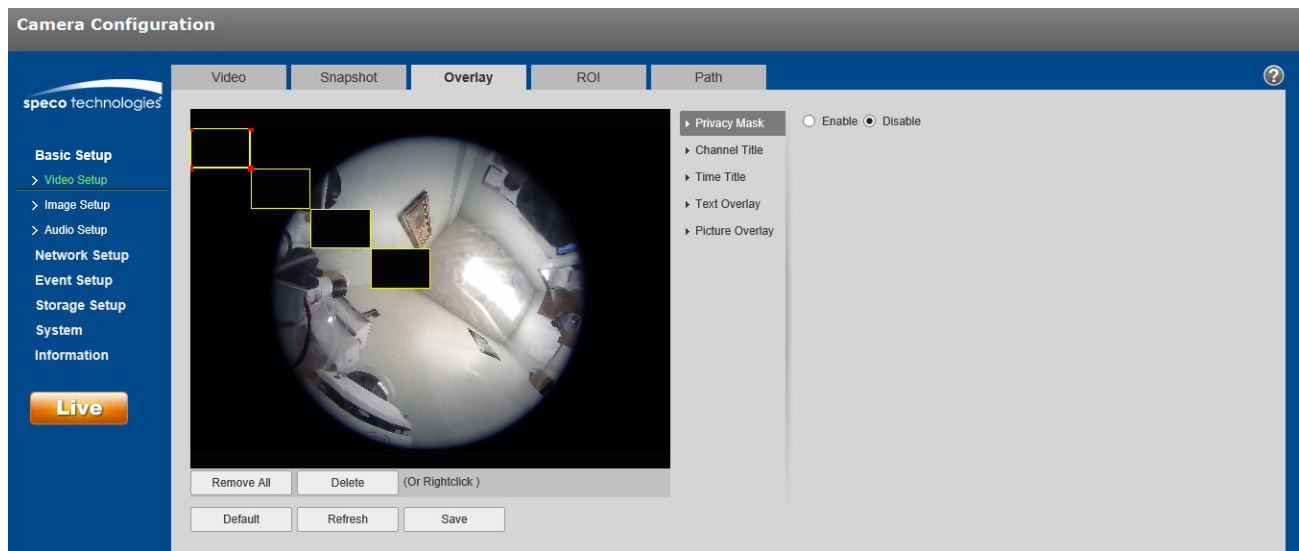 Camera Configuration
speco technologies
Video Snapshot Overlay ROI Path ?
Basic Setup
> Video Setup
> Image Setup
> Audio Setup
Network Setup
Event Setup
Storage Setup
System
Information
Live
Privacy Mask
Channel Title
Time Title
Text Overlay
Picture Overlay
Enable Disable
Remove All Delete (Or Rightclick )
Default Refresh Save